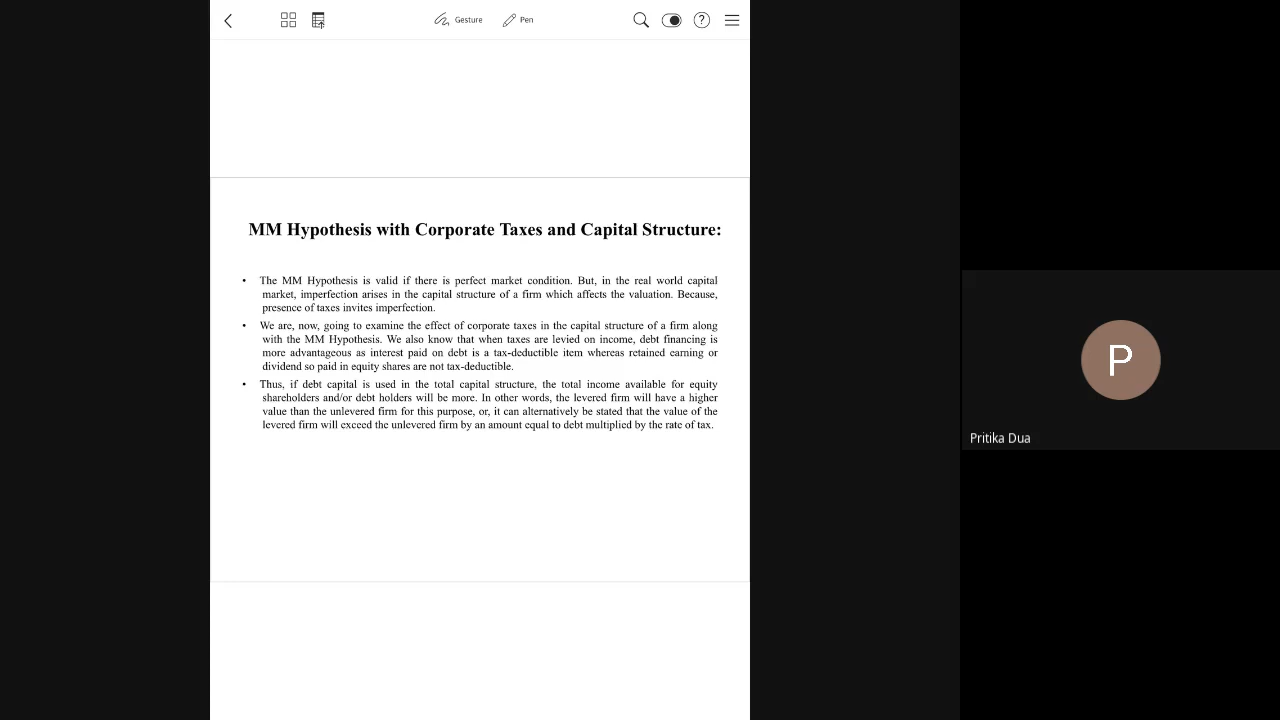 Gesture Pen
MM Hypothesis with Corporate Taxes and Capital Structure:
• The MM Hypothesis is valid if there is perfect market condition. But, in the real world capital
market, imperfection arises in the capital structure of a firm which affects the valuation. Because,
presence of taxes invites imperfection.
• We are, now, going to examine the effect of corporate taxes in the capital structure of a firm along
with the MM Hypothesis. We also know that when taxes are levied on income, debt financing is
more advantageous as interest paid on debt is a tax-deductible item whereas retained earning or
dividend so paid in equity shares are not tax-deductible.
• Thus, if debt capital is used in the total capital structure, the total income available for equity
shareholders and/or debt holders will be more. In other words, the levered firm will have a higher
value than the unlevered firm for this purpose, or, it can alternatively be stated that the value of the
levered firm will exceed the unlevered firm by an amount equal to debt multiplied by the rate of tax.
P
Pritika Dua